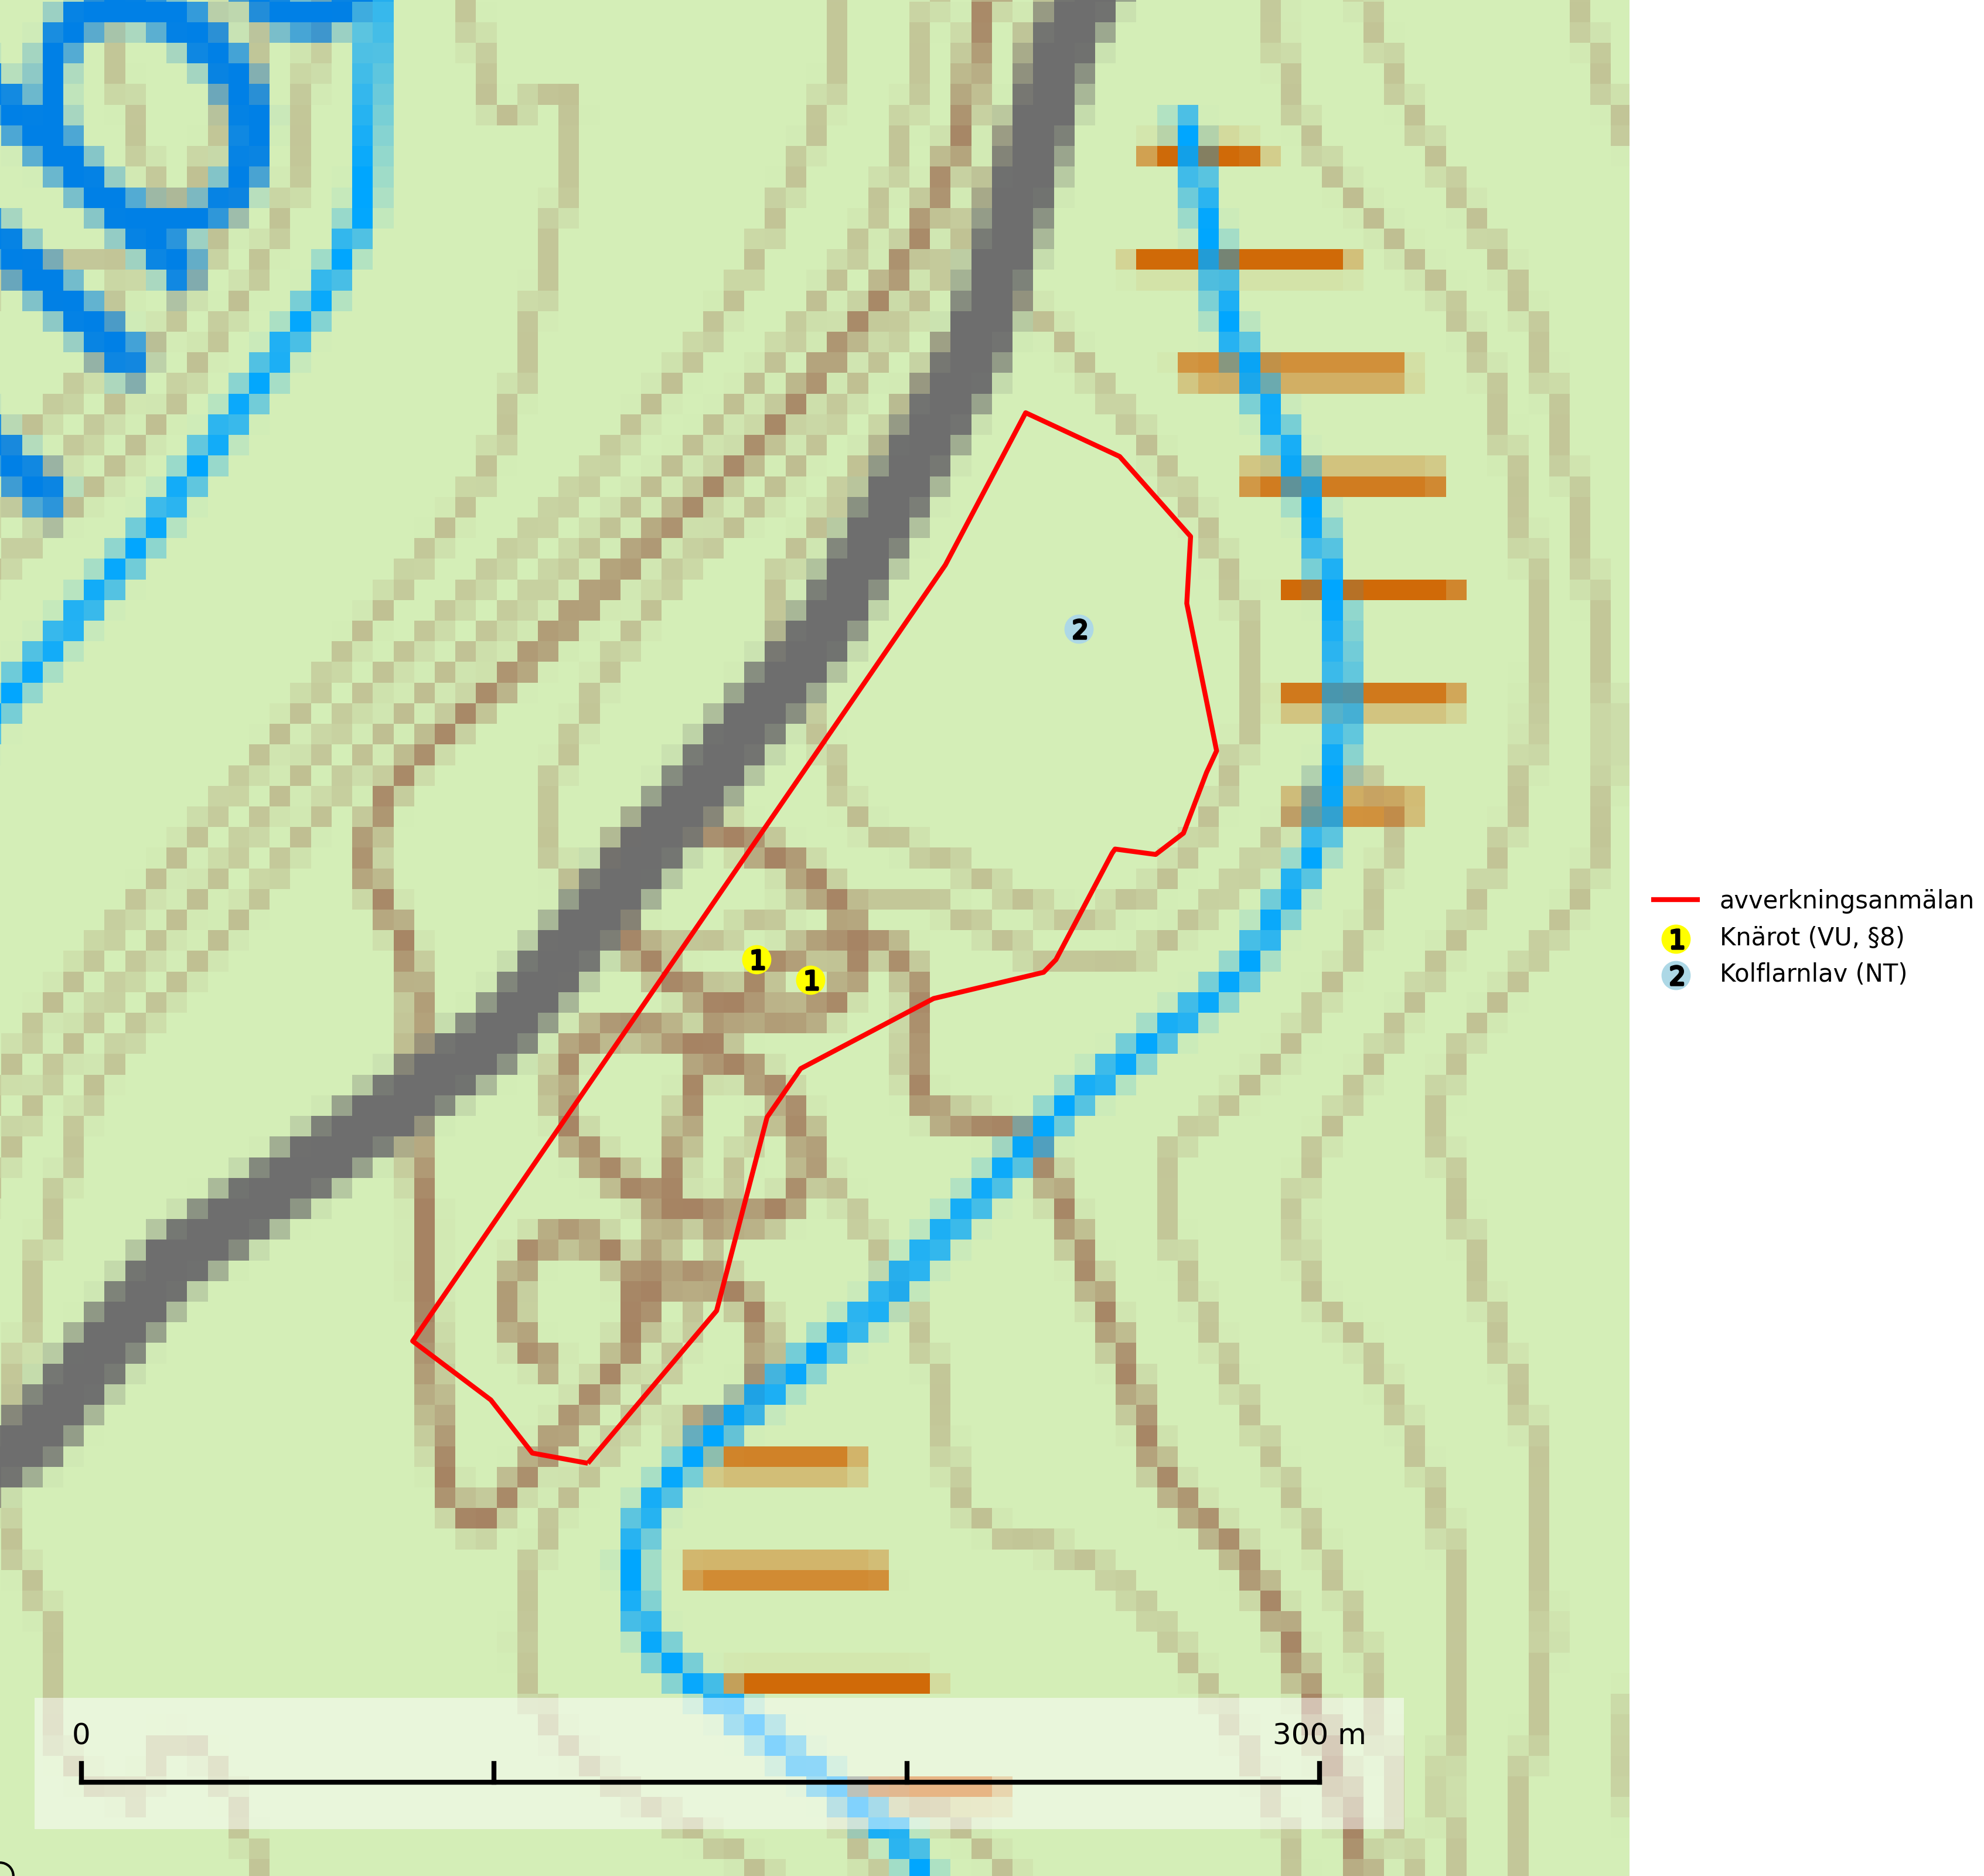 2
1
1
0
300 m
avverkningsanmälan
1 Knärot (VU, §8)
2 Kolflarnlav (NT)